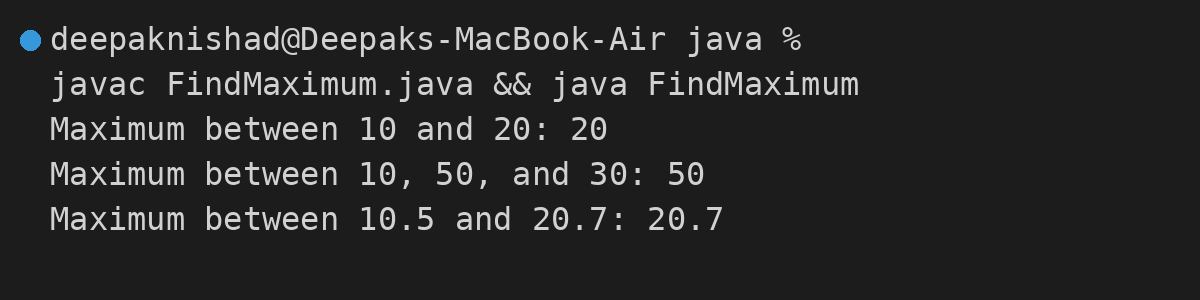 deepaknishad@Deepaks-MacBook-Air java %
javac FindMaximum.java && java FindMaximum
Maximum between 10 and 20: 20
Maximum between 10, 50, and 30: 50
Maximum between 10.5 and 20.7: 20.7